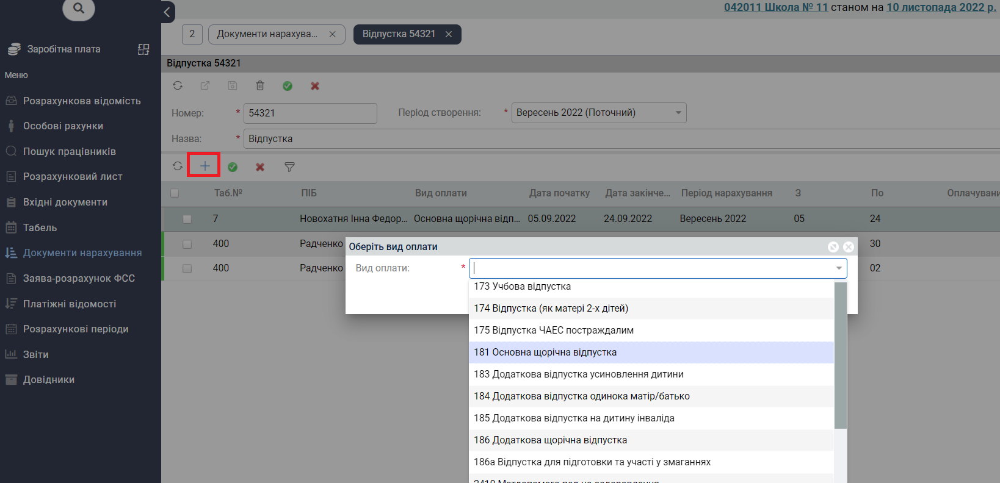 042011 Школа № 11 станом на 10 листопада 2022 р.
2 Документи нарахува... Відпустка 54321
Заробітна плата
Меню
Розрахункова відомість
Особові рахунки
Пошук працівників
Розрахунковий лист
Вхідні документи
Табель
Документи нарахування
Заява-розрахунок ФСС
Платіжні відомості
Розрахункові періоди
Звіти
Довідники
Відпустка 54321
Номер: * 54321 Період створення: * Вересень 2022 (Поточний)
Назва: * Відпустка
Таб.№ ПІБ Вид оплати Дата початку Дата закінче... Період нарахування З По Оплачувани
7 Новохатня Інна Федор... Основна щорічна відп... 05.09.2022 24.09.2022 Вересень 2022 05 24
400 Радченко 30
400 Радченко 02
Оберіть вид оплати
Вид оплати: *
173 Учбова відпустка
174 Відпустка (як матері 2-х дітей)
175 Відпустка ЧАЕС постраждалим
181 Основна щорічна відпустка
183 Додаткова відпустка усиновлення дитини
184 Додаткова відпустка одинока матір/батько
185 Додаткова відпустка на дитину інваліда
186 Додаткова щорічна відпустка
186а Відпустка для підготовки та участі у змаганнях